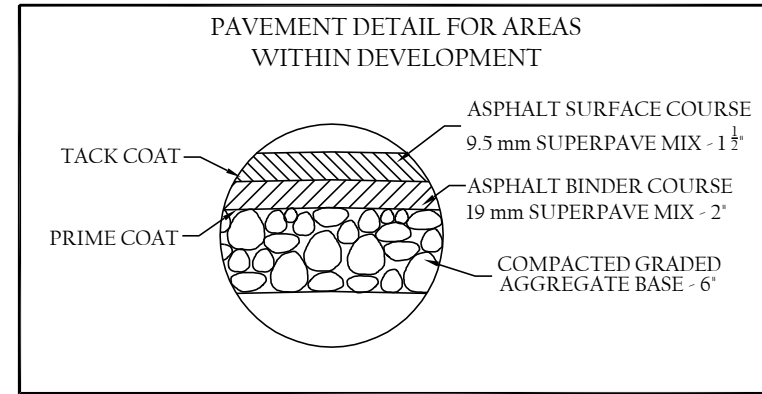 PAVEMENT DETAIL FOR AREAS
WITHIN DEVELOPMENT
ASPHALT SURFACE COURSE
9.5 mm SUPERPAVE MIX - 1 1/2"
TACK COAT
ASPHALT BINDER COURSE
19 mm SUPERPAVE MIX - 2"
PRIME COAT
COMPACTED GRADED
AGGREGATE BASE - 6"